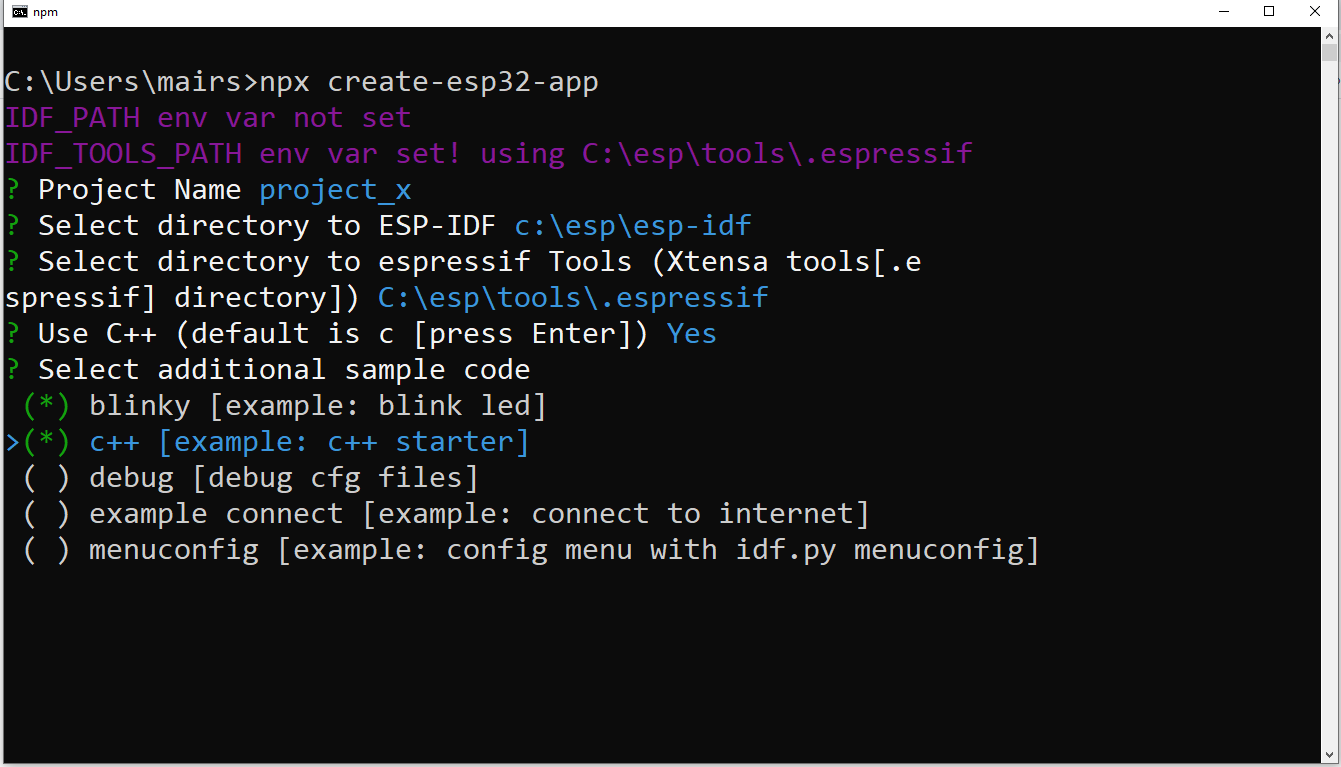 npm
C:\Users\mairs>npx create-esp32-app
IDF_PATH env var not set
IDF_TOOLS_PATH env var set! using C:\esp\tools\.espressif
? Project Name project_x
? Select directory to ESP-IDF c:\esp\esp-idf
? Select directory to espressif Tools (Xtensa tools[.e
spressif] directory]) C:\esp\tools\.espressif
? Use C++ (default is c [press Enter]) Yes
? Select additional sample code
(*) blinky [example: blink led]
>(*) c++ [example: c++ starter]
( ) debug [debug cfg files]
( ) example connect [example: connect to internet]
( ) menuconfig [example: config menu with idf.py menuconfig]